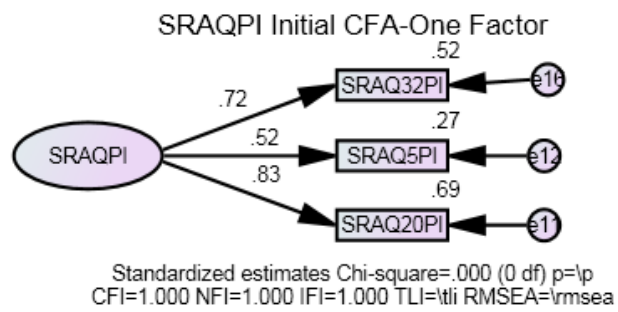 SRAQPI Initial CFA-One Factor
.52
SRAQ32PI
e16
.72
.27
.52
SRAQPI
SRAQ5PI
e12
.83
.69
SRAQ20PI
e11
Standardized estimates Chi-square=.000 (0 df) p=\p
CFI=1.000 NFI=1.000 IFI=1.000 TLI=\tli RMSEA=\rmsea